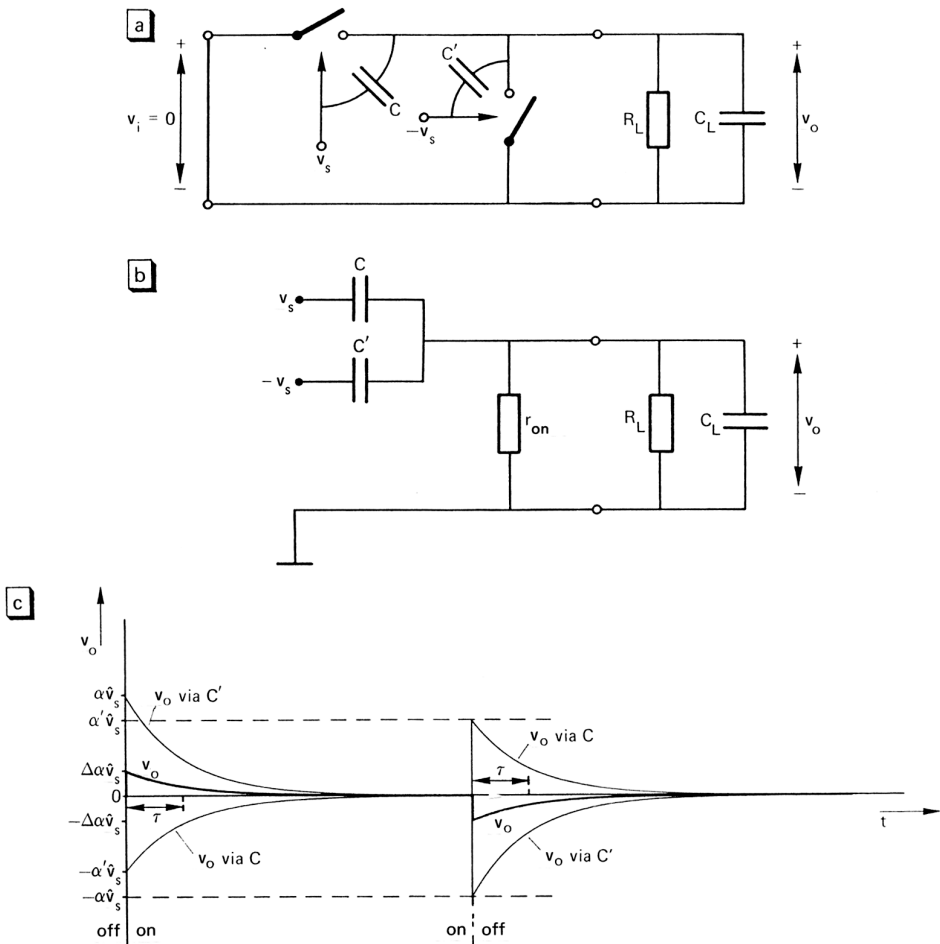 a
+
v_i = 0
−
v_s
C
C′
−v_s
R_L
C_L
+
v_o
−
b
C
v_s
C′
−v_s
r_on
R_L
C_L
+
v_o
−
c
v_o
αv̂_s
α′v̂_s
Δαv̂_s
0
−Δαv̂_s
−α′v̂_s
−αv̂_s
v_o via C′
v_o
τ
v_o via C
v_o via C
τ
v_o
v_o via C′
t
off on
on off